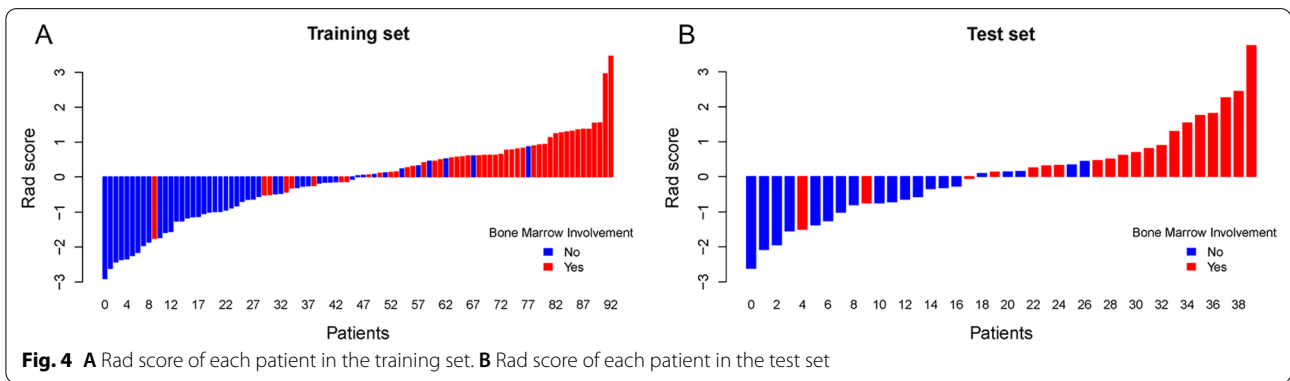 A
Training set
Rad score
3
2
1
0
−1
−2
−3
Bone Marrow Involvement
No
Yes
0 4 8 12 17 22 27 32 37 42 47 52 57 62 67 72 77 82 87 92
Patients
B
Test set
Rad score
3
2
1
0
−1
−2
−3
Bone Marrow Involvement
No
Yes
0 2 4 6 8 10 12 14 16 18 20 22 24 26 28 30 32 34 36 38
Patients
Fig. 4 A Rad score of each patient in the training set. B Rad score of each patient in the test set